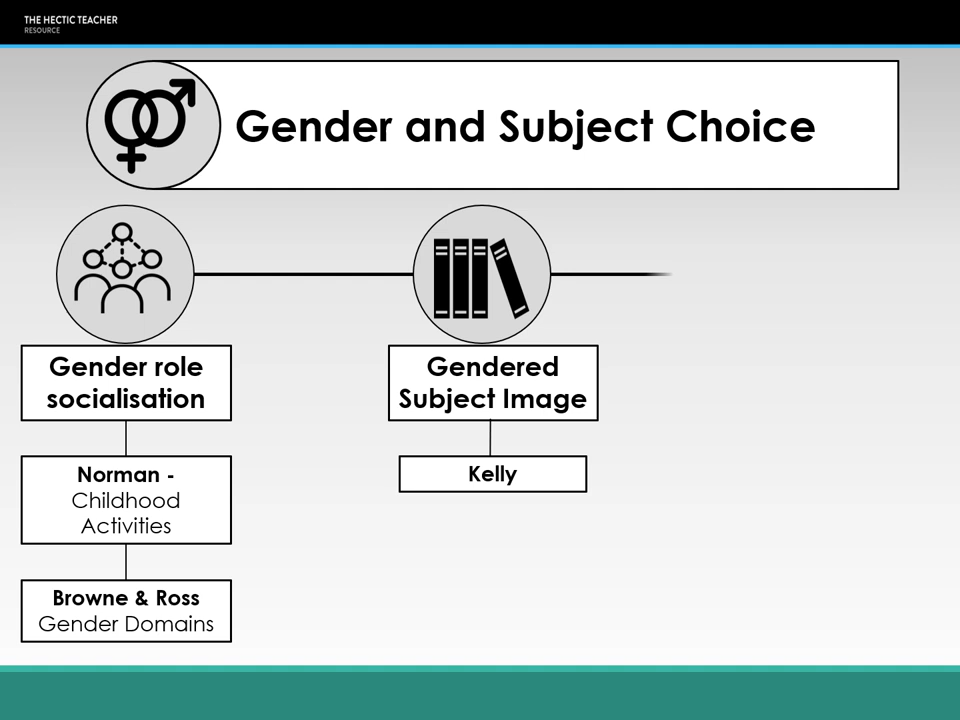 THE HECTIC TEACHER
RESOURCE
Gender and Subject Choice
Gender role
socialisation
Norman -
Childhood
Activities
Browne & Ross
Gender Domains
Gendered
Subject Image
Kelly